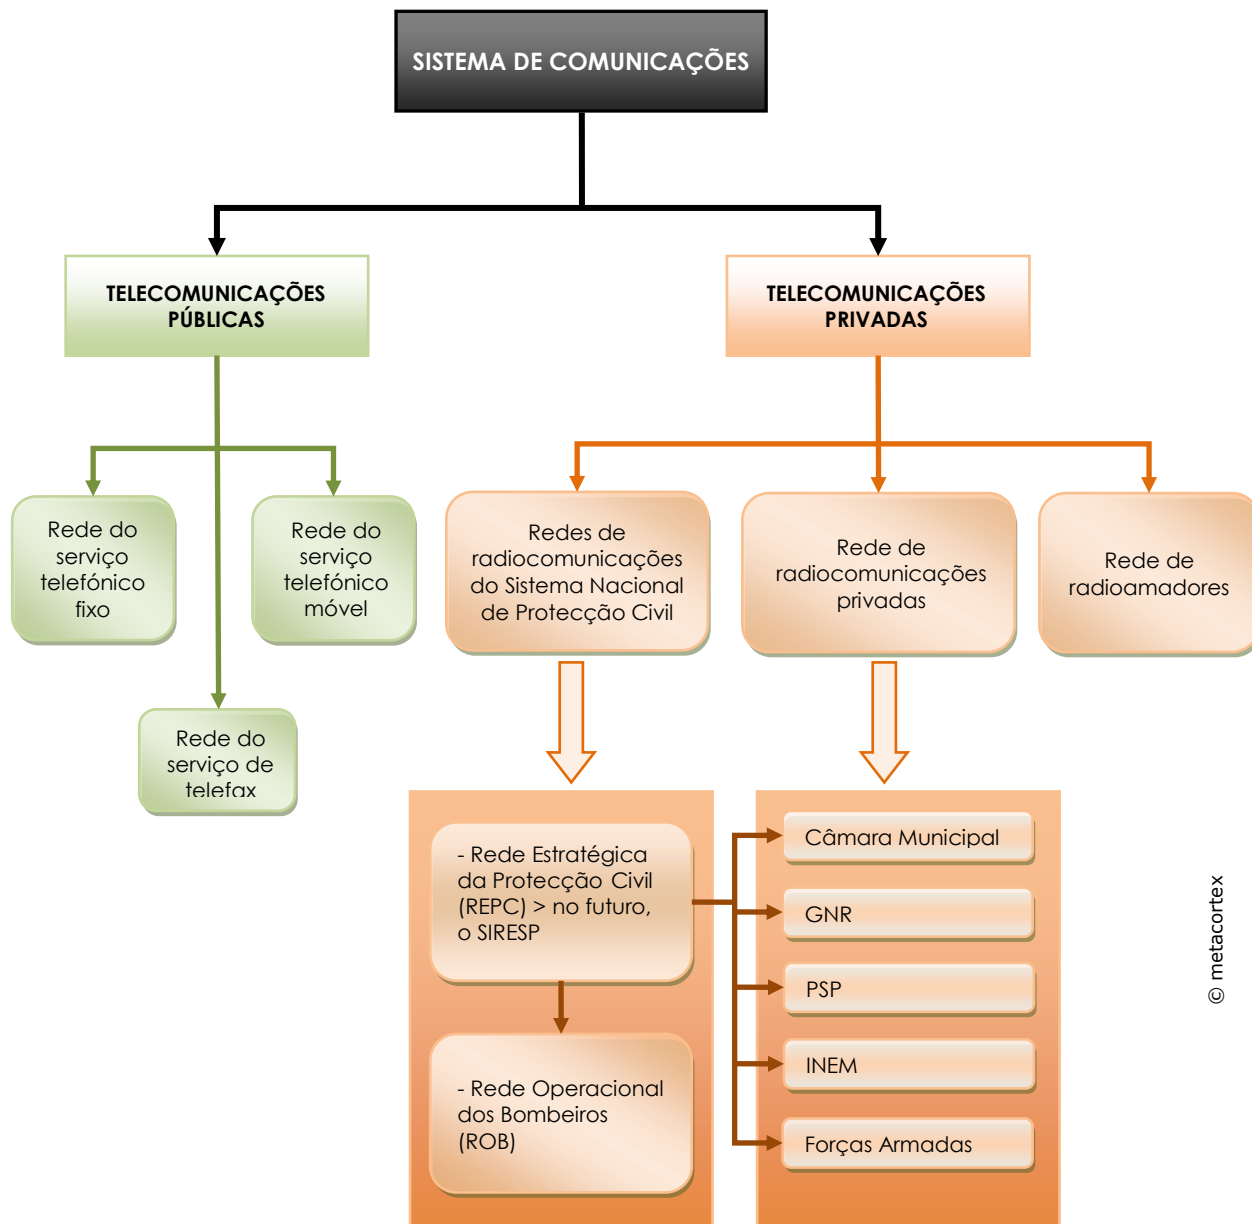 SISTEMA DE COMUNICAÇÕES
TELECOMUNICAÇÕES
PÚBLICAS
TELECOMUNICAÇÕES
PRIVADAS
Rede do
serviço
telefónico
fixo
Rede do
serviço
telefónico
móvel
Rede do
serviço de
telefax
Redes de
radiocomunicações
do Sistema Nacional
de Protecção Civil
Rede de
radiocomunicações
privadas
Rede de
radioamadores
- Rede Estratégica
da Protecção Civil
(REPC) > no futuro,
o SIRESP
- Rede Operacional
dos Bombeiros
(ROB)
Câmara Municipal
GNR
PSP
INEM
Forças Armadas
© metacortex